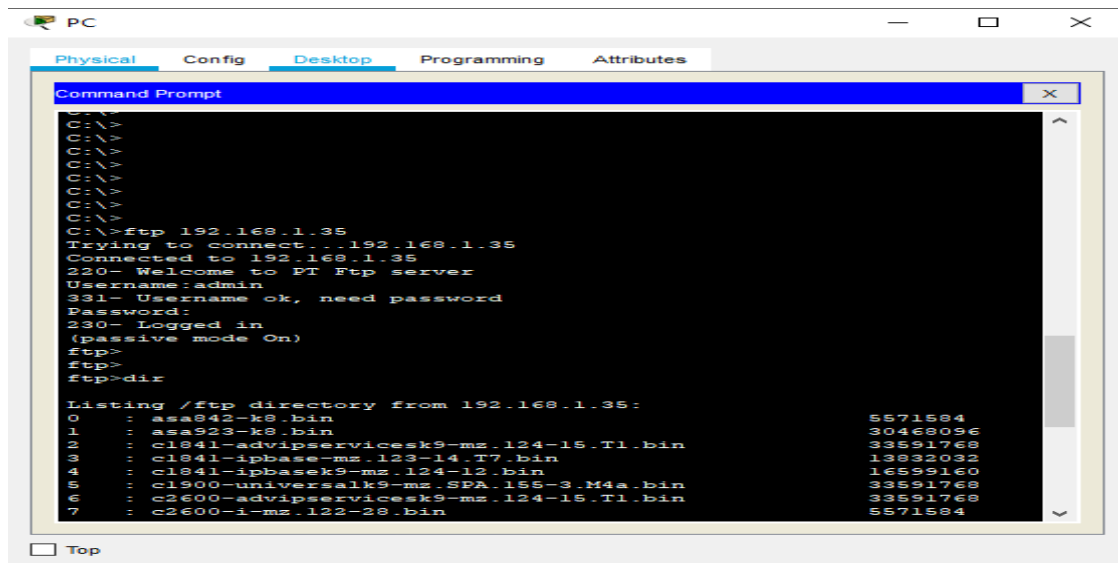 PC
Physical Config Desktop Programming Attributes
Command Prompt X
C:\>
C:\>
C:\>
C:\>
C:\>
C:\>
C:\>
C:\>
C:\>ftp 192.168.1.35
Trying to connect...192.168.1.35
Connected to 192.168.1.35
220- Welcome to PT Ftp server
Username:admin
331- Username ok, need password
Password:
230- Logged in
(passive mode On)
ftp>
ftp>
ftp>dir
Listing /ftp directory from 192.168.1.35:
0 : asa842-k8.bin 5571584
1 : asa923-k8.bin 30468096
2 : c1841-advipservicesk9-mz.124-15.T1.bin 33591768
3 : c1841-ipbase-mz.123-14.T7.bin 13832032
4 : c1841-ipbasek9-mz.124-12.bin 16599160
5 : c1900-universalk9-mz.SPA.155-3.M4a.bin 33591768
6 : c2600-advipservicesk9-mz.124-15.T1.bin 33591768
7 : c2600-i-mz.122-28.bin 5571584
Top